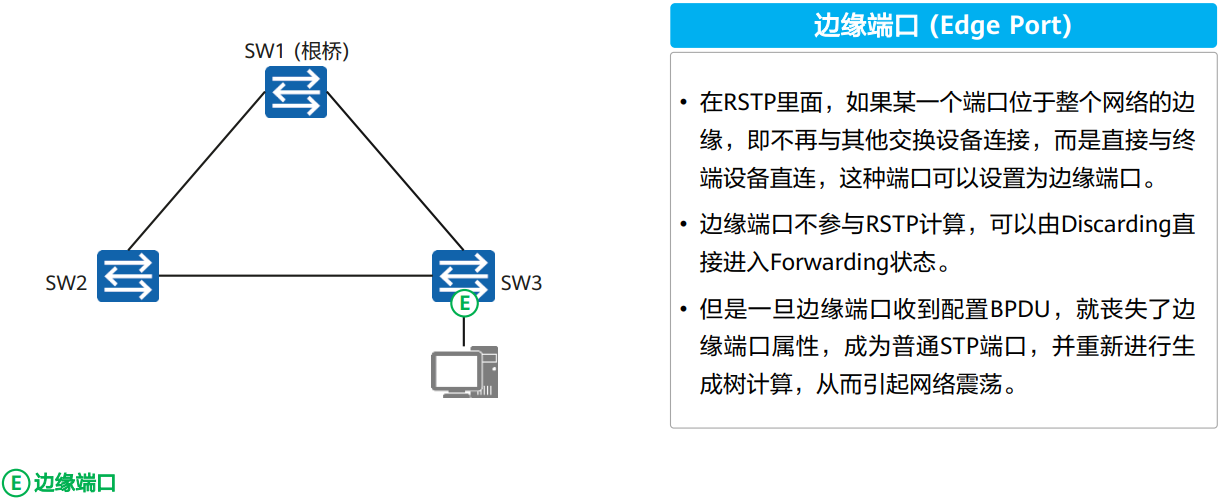 SW1 (根桥)
SW2
SW3
E
E 边缘端口
边缘端口 (Edge Port)
• 在RSTP里面，如果某一个端口位于整个网络的边
缘，即不再与其他交换设备连接，而是直接与终
端设备直连，这种端口可以设置为边缘端口。
• 边缘端口不参与RSTP计算，可以由Discarding直
接进入Forwarding状态。
• 但是一旦边缘端口收到配置BPDU，就丧失了边
缘端口属性，成为普通STP端口，并重新进行生
成树计算，从而引起网络震荡。